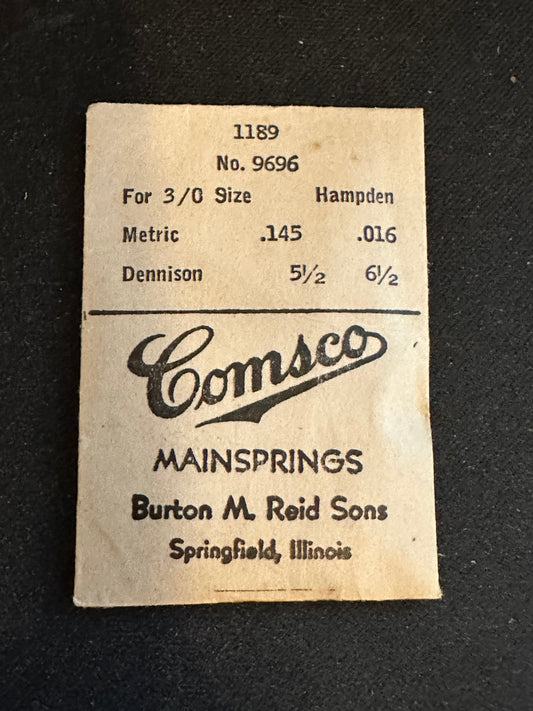 1189
No. 9696
For 3/0 Size Hampden
Metric .145 .016
Dennison 5½ 6½
Comsco
MAINSPRINGS
Burton M. Reid Sons
Springfield, Illinois